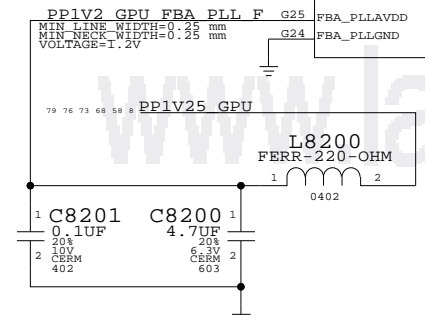 PP1V2_GPU_FBA_PLL_F
MIN_LINE_WIDTH=0.25 mm
MIN_NECK_WIDTH=0.25 mm
VOLTAGE=1.2V
G25 FBA_PLLAVDD
G24 FBA_PLLGND
79 76 73 68 58 8 PP1V25_GPU
L8200
FERR-220-OHM
1 2
0402
1 C8201
0.1UF
20%
10V
2 CERM
402
C8200 1
4.7UF
20%
6.3V
CERM 2
603
www.la